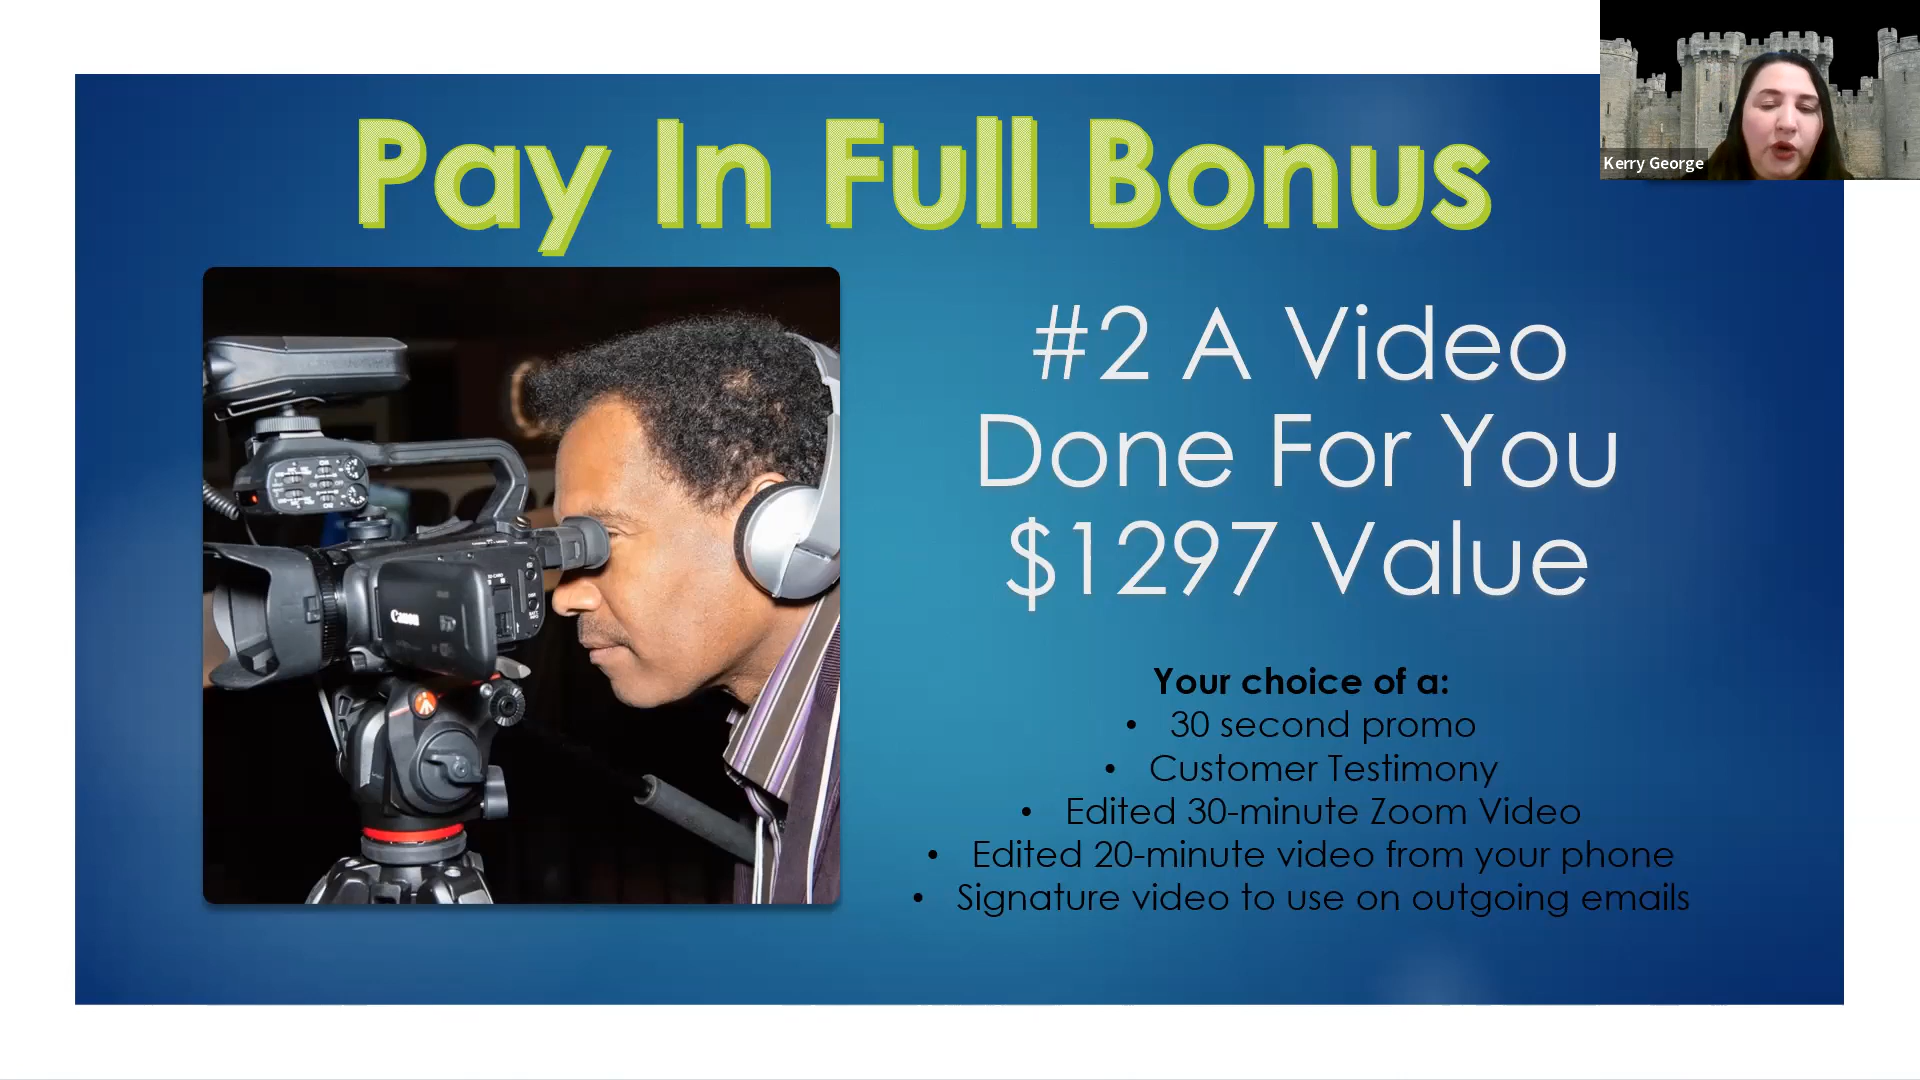 Pay In Full Bonus
Kerry George
#2 A Video
Done For You
$1297 Value
Canon
Your choice of a:
• 30 second promo
• Customer Testimony
• Edited 30-minute Zoom Video
• Edited 20-minute video from your phone
• Signature video to use on outgoing emails